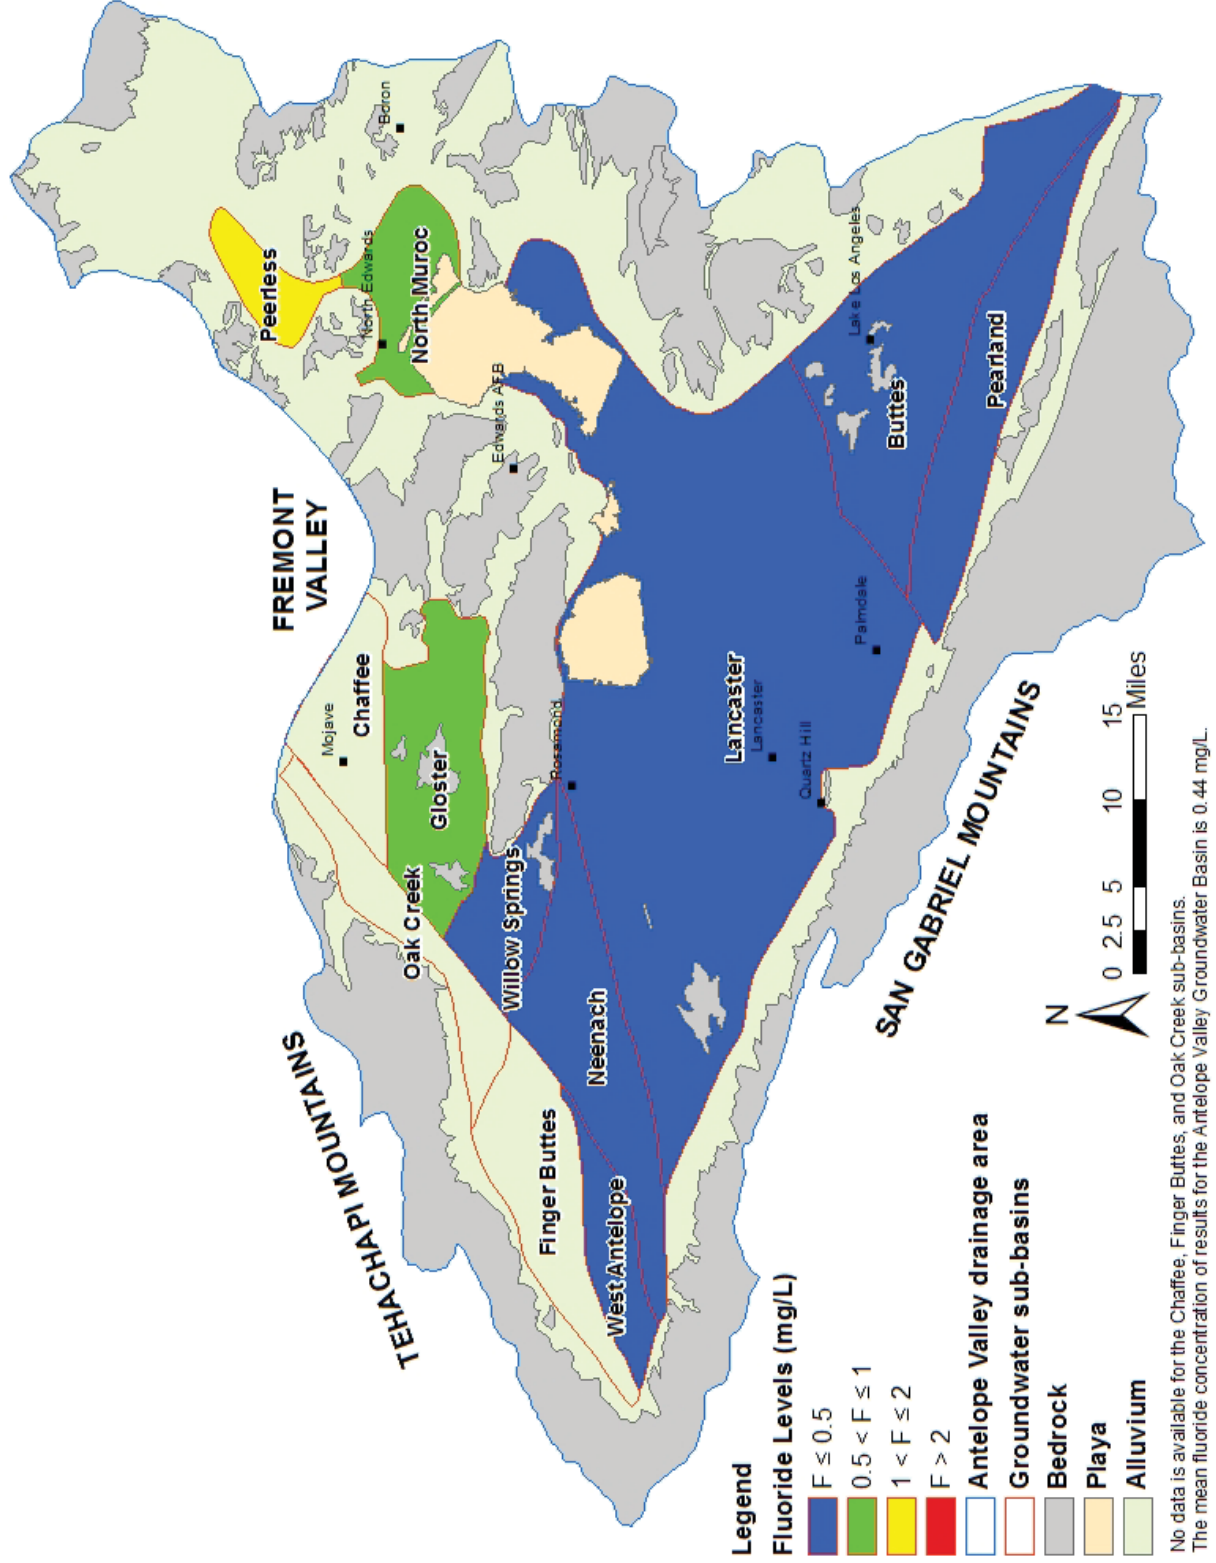 FREMONT
VALLEY
TEHACHAPI MOUNTAINS
SAN GABRIEL MOUNTAINS
Peerless
Boron
North Edwards
North Muroc
Edwards AFB
Mojave
Chaffee
Gloster
Oak Creek
Willow Springs
Rosamond
Finger Buttes
Neenach
West Antelope
Lancaster
Lancaster
Quartz Hill
Palmdale
Lake Los Angeles
Buttes
Pearland
N
0 2.5 5 10 15
Miles
Legend
Fluoride Levels (mg/L)
F ≤ 0.5
0.5 < F ≤ 1
1 < F ≤ 2
F > 2
Antelope Valley drainage area
Groundwater sub-basins
Bedrock
Playa
Alluvium
No data is available for the Chaffee, Finger Buttes, and Oak Creek sub-basins.
The mean fluoride concentration of results for the Antelope Valley Groundwater Basin is 0.44 mg/L.